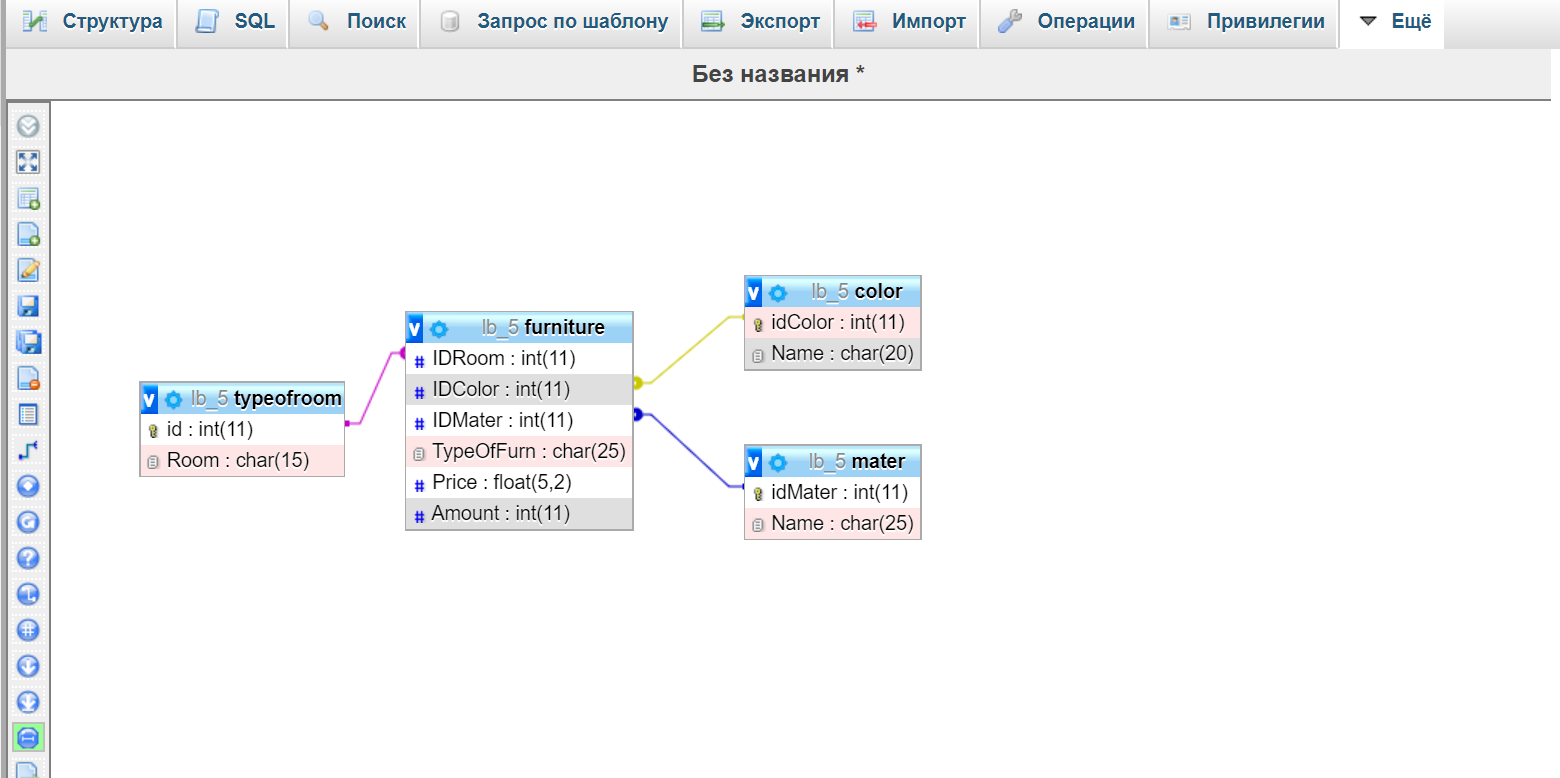 Структура SQL Поиск Запрос по шаблону Экспорт Импорт Операции Привилегии Ещё
Без названия *
v lb_5 typeofroom
id : int(11)
Room : char(15)
v lb_5 furniture
# IDRoom : int(11)
# IDColor : int(11)
# IDMater : int(11)
TypeOfFurn : char(25)
# Price : float(5,2)
# Amount : int(11)
v lb_5 color
idColor : int(11)
Name : char(20)
v lb_5 mater
idMater : int(11)
Name : char(25)